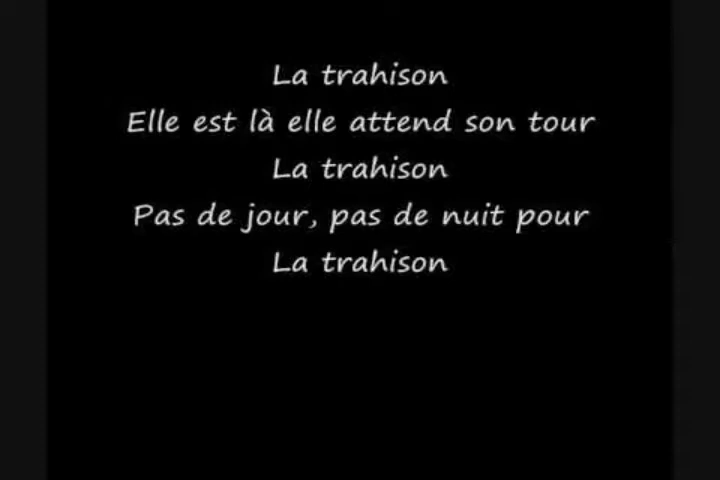 La trahison
Elle est là elle attend son tour
La trahison
Pas de jour, pas de nuit pour
La trahison